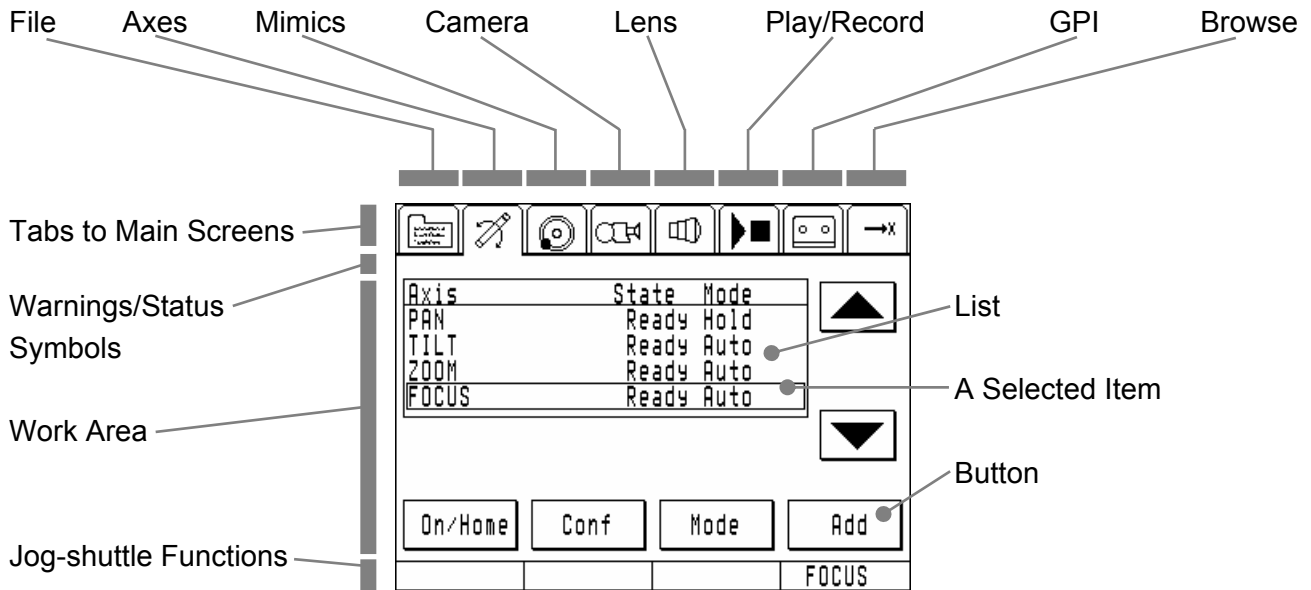 File Axes Mimics Camera Lens Play/Record GPI Browse
Tabs to Main Screens
x
Warnings/Status
Symbols
Axis State Mode
PAN Ready Hold
List
TILT Ready Auto
ZOOM Ready Auto
FOCUS Ready Auto
A Selected Item
Work Area
Button
On/Home Conf Mode Add
Jog-shuttle Functions
FOCUS